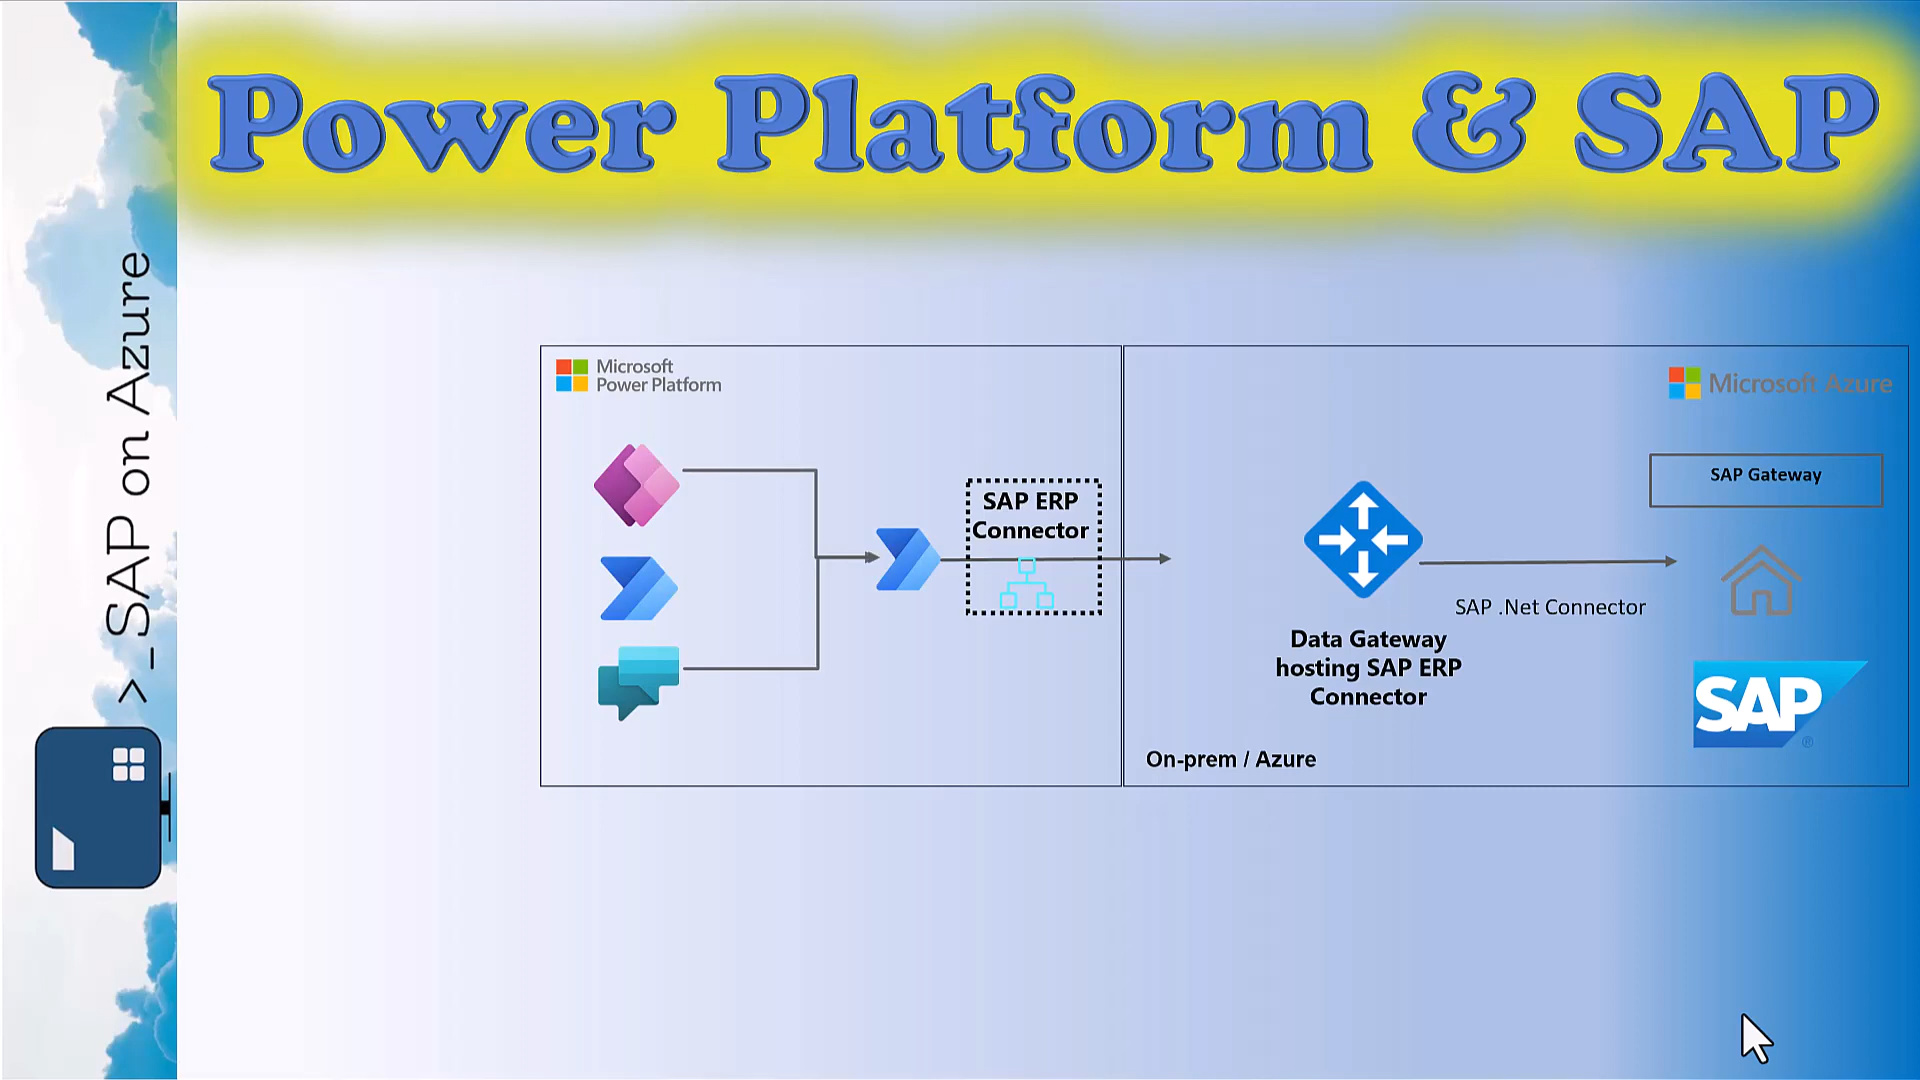 Power Platform & SAP
>_SAP on Azure
Microsoft
Power Platform
SAP ERP
Connector
Microsoft Azure
SAP Gateway
SAP .Net Connector
Data Gateway
hosting SAP ERP
Connector
SAP
®
On-prem / Azure